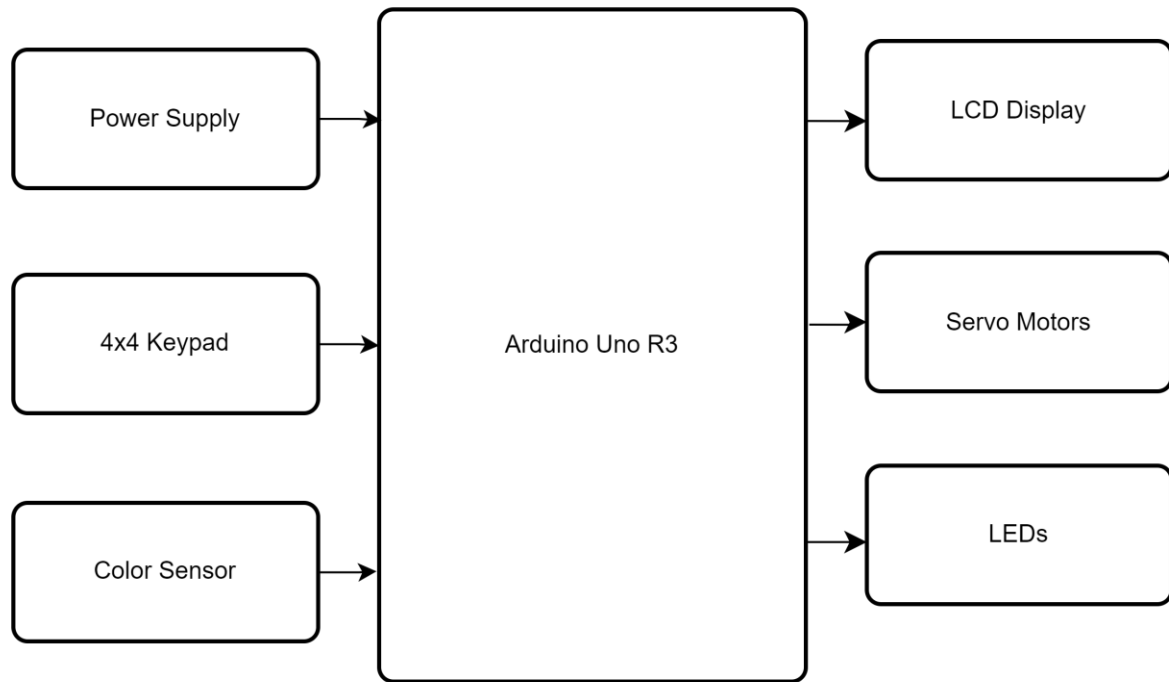 Power Supply
4x4 Keypad
Color Sensor
Arduino Uno R3
LCD Display
Servo Motors
LEDs